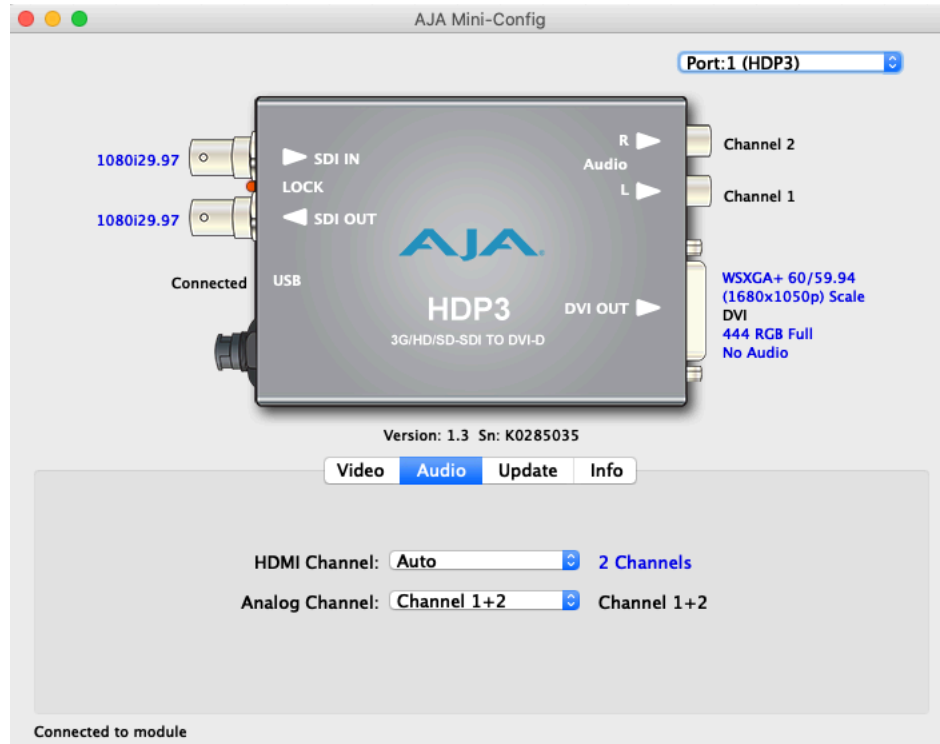 AJA Mini-Config
Port:1 (HDP3)
1080i29.97
SDI IN
LOCK
1080i29.97
SDI OUT
Connected
USB
R
Audio
L
Channel 2
Channel 1
AJA
HDP3
3G/HD/SD-SDI TO DVI-D
DVI OUT
WSXGA+ 60/59.94
(1680x1050p) Scale
DVI
444 RGB Full
No Audio
Version: 1.3 Sn: K0285035
Video Audio Update Info
HDMI Channel: Auto 2 Channels
Analog Channel: Channel 1+2 Channel 1+2
Connected to module